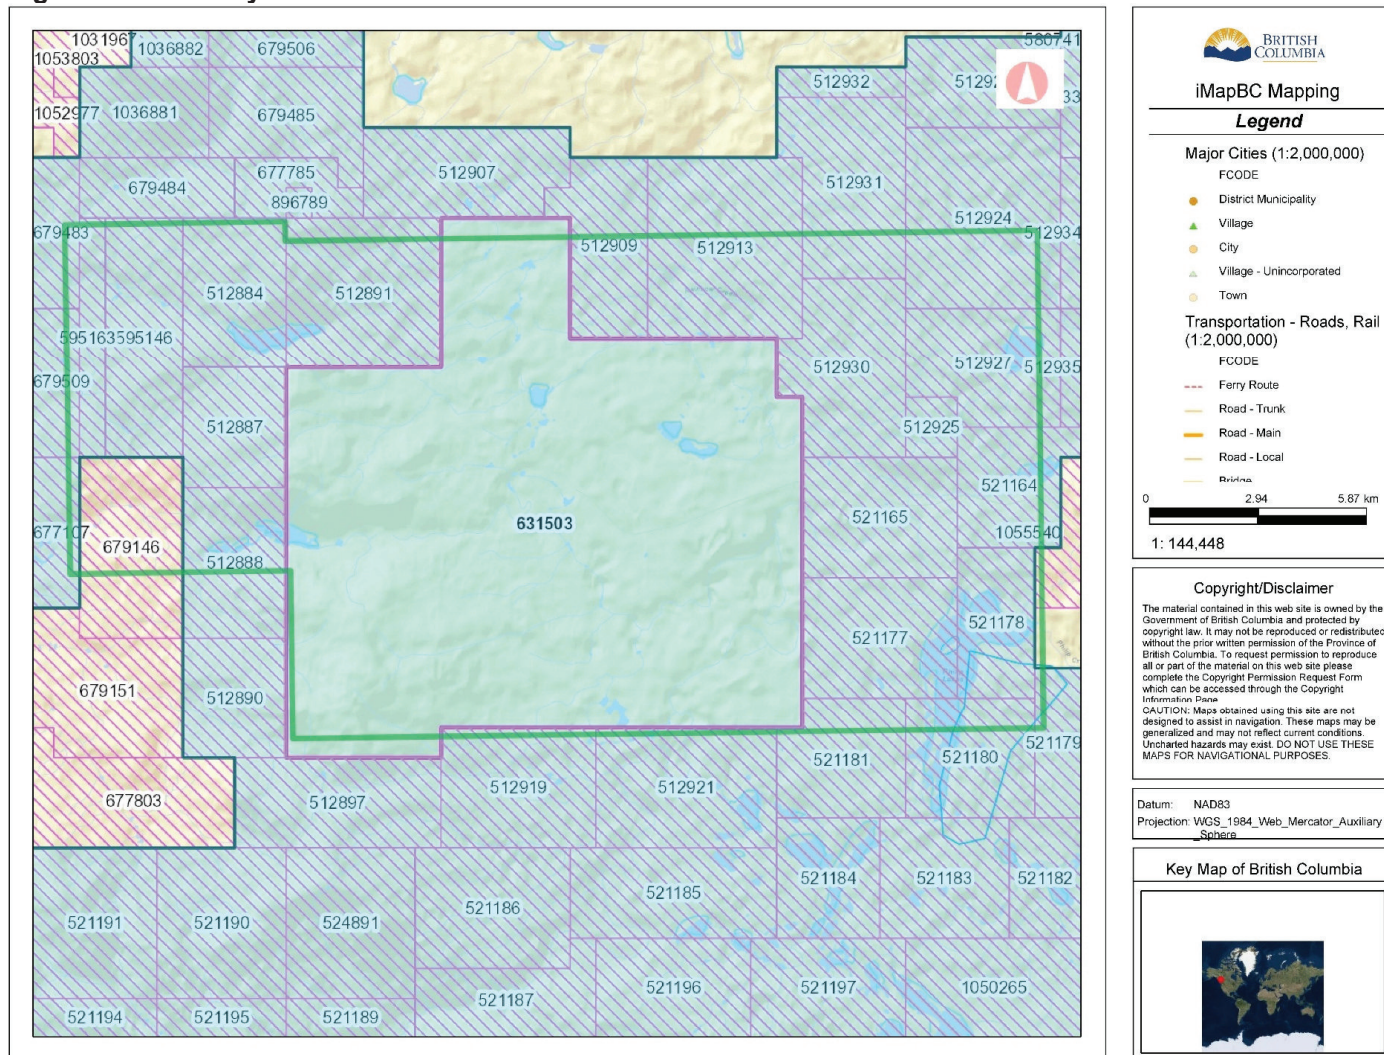 1031967
1036882
679506
580741
1053803
512932
1052977
1036881
679485
677785
512907
679484
512931
896789
512924
679483
512934
512909
512913
512884
512891
595163
595146
512930
512927
512935
679509
512887
512925
521164
521165
631503
677107
1055540
679146
512888
521178
521177
679151
512890
521179
521181
521180
512919
512921
677803
512897
521184
521183
521182
521185
521186
521191
521190
524891
521187
521196
521197
1050265
521194
521195
521189
BRITISH
COLUMBIA
iMapBC Mapping
Legend
Major Cities (1:2,000,000)
FCODE
District Municipality
Village
City
Village - Unincorporated
Town
Transportation - Roads, Rail
(1:2,000,000)
FCODE
Ferry Route
Road - Trunk
Road - Main
Road - Local
Bridge
0 2.94 5.87 km
1: 144,448
Copyright/Disclaimer
The material contained in this web site is owned by the
Government of British Columbia and protected by
copyright law. It may not be reproduced or redistributed
without the prior written permission of the Province of
British Columbia. To request permission to reproduce
all or part of the material on this web site please
complete the Copyright Permission Request Form
which can be accessed through the Copyright
Information Page.
CAUTION: Maps obtained using this site are not
designed to assist in navigation. These maps may be
generalized and may not reflect current conditions.
Uncharted hazards may exist. DO NOT USE THESE
MAPS FOR NAVIGATIONAL PURPOSES.
Datum: NAD83
Projection: WGS_1984_Web_Mercator_Auxiliary
_Sphere
Key Map of British Columbia